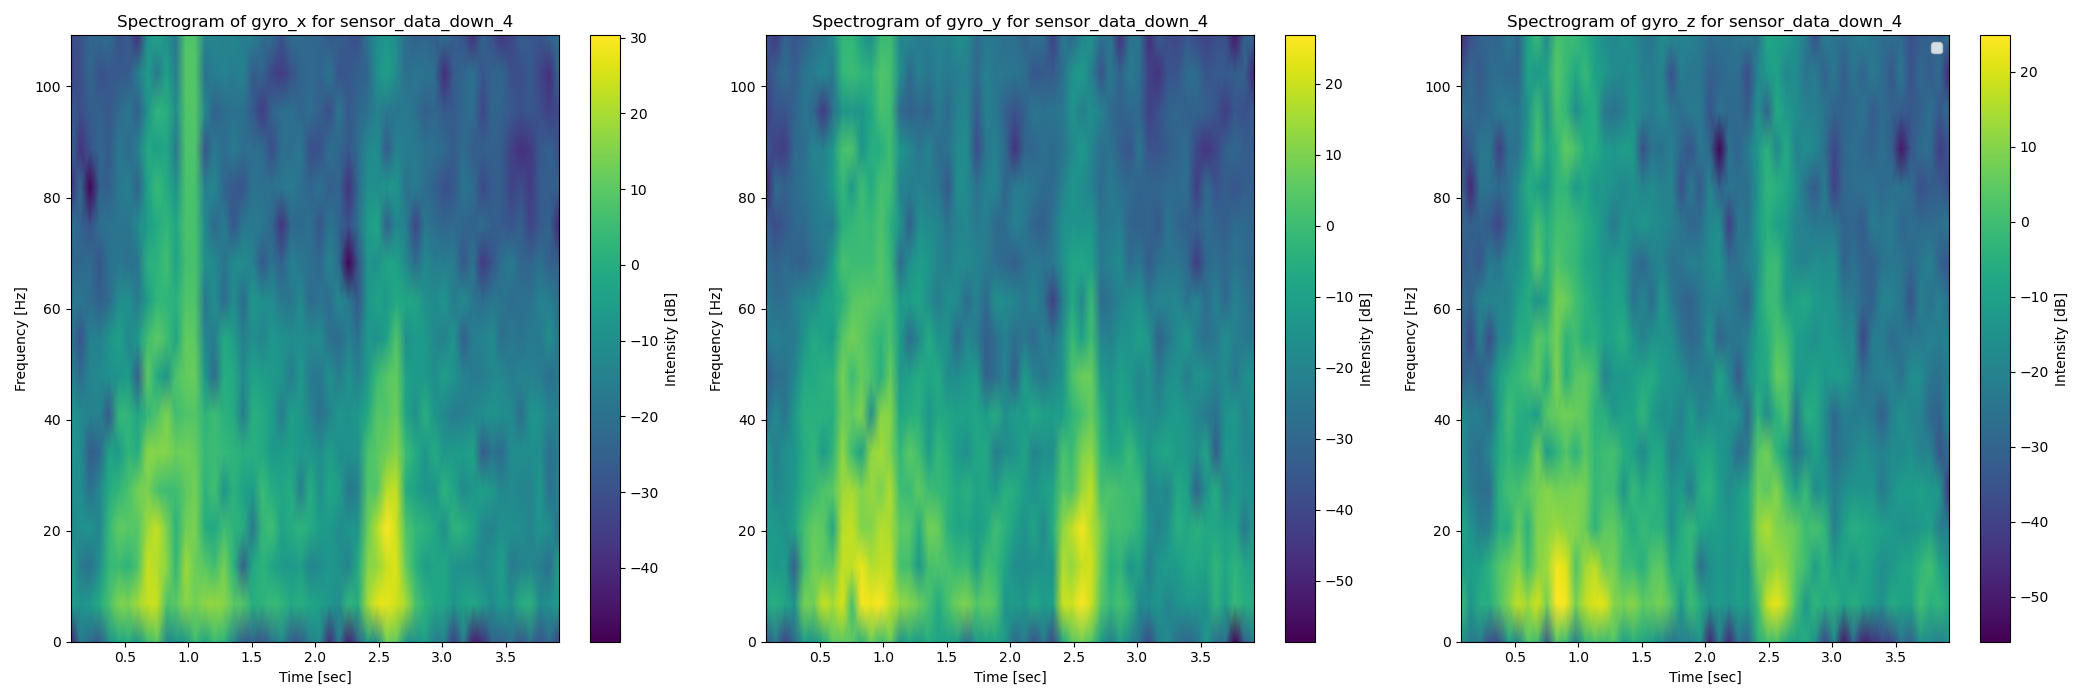 Spectrogram of gyro_x for sensor_data_down_4
Frequency [Hz]
100
80
60
40
20
0
0.5 1.0 1.5 2.0 2.5 3.0 3.5
Time [sec]
30
20
10
0
−10
−20
−30
−40
Intensity [dB]
Spectrogram of gyro_y for sensor_data_down_4
Frequency [Hz]
100
80
60
40
20
0
0.5 1.0 1.5 2.0 2.5 3.0 3.5
Time [sec]
20
10
0
−10
−20
−30
−40
−50
Intensity [dB]
Spectrogram of gyro_z for sensor_data_down_4
Frequency [Hz]
100
80
60
40
20
0
0.5 1.0 1.5 2.0 2.5 3.0 3.5
Time [sec]
20
10
0
−10
−20
−30
−40
−50
Intensity [dB]